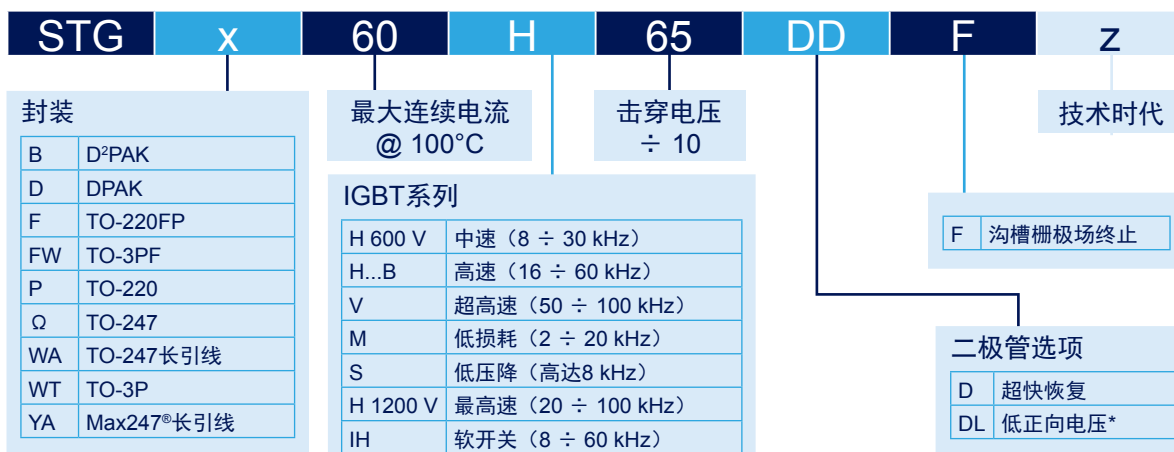 STG x 60 H 65 DD F z
封装
B D²PAK
D DPAK
F TO-220FP
FW TO-3PF
P TO-220
Ω TO-247
WA TO-247长引线
WT TO-3P
YA Max247®长引线
最大连续电流
@ 100°C
IGBT系列
H 600 V 中速（8 ÷ 30 kHz）
H...B 高速（16 ÷ 60 kHz）
V 超高速（50 ÷ 100 kHz）
M 低损耗（2 ÷ 20 kHz）
S 低压降（高达8 kHz）
H 1200 V 最高速（20 ÷ 100 kHz）
IH 软开关（8 ÷ 60 kHz）
击穿电压
÷ 10
技术时代
F 沟槽栅极场终止
二极管选项
D 超快恢复
DL 低正向电压*